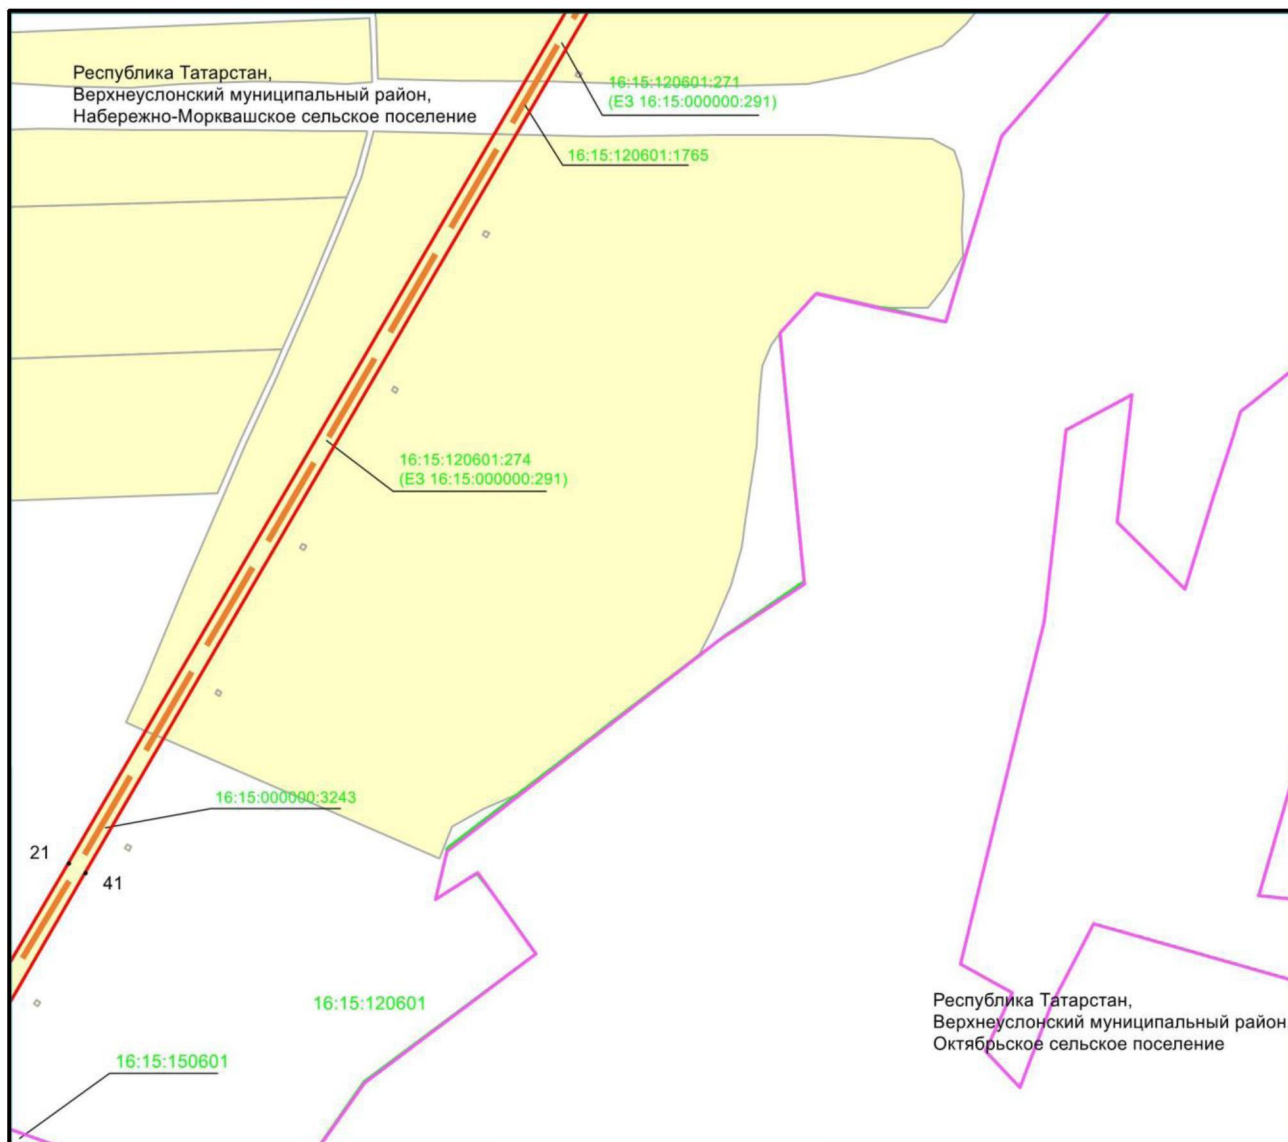 Республика Татарстан,
Верхнеуслонский муниципальный район,
Набережно-Морквашское сельское поселение
16:15:120601:271
(ЕЗ 16:15:000000:291)
16:15:120601:1765
16:15:120601:274
(ЕЗ 16:15:000000:291)
16:15:000000:3243
21
41
16:15:120601
16:15:150601
Республика Татарстан,
Верхнеуслонский муниципальный район
Октябрьское сельское поселение